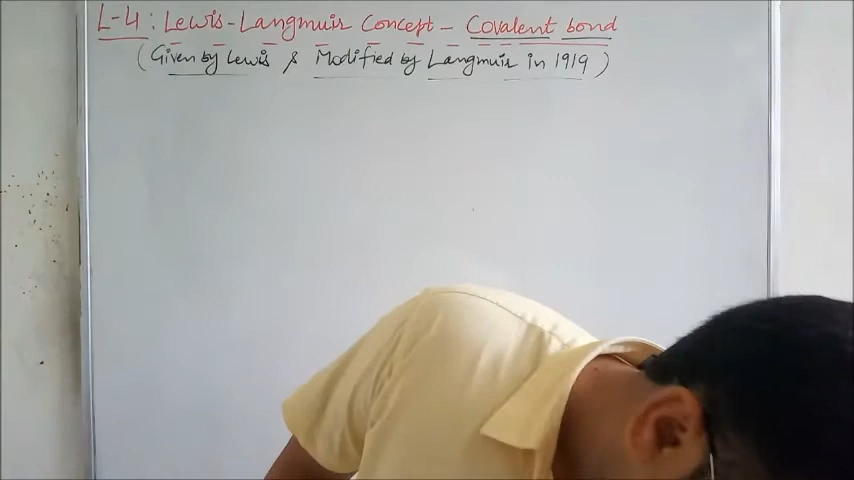 L-4: Lewis-Langmuir Concept - Covalent bond
(Given by Lewis & Modified by Langmuir in 1919)